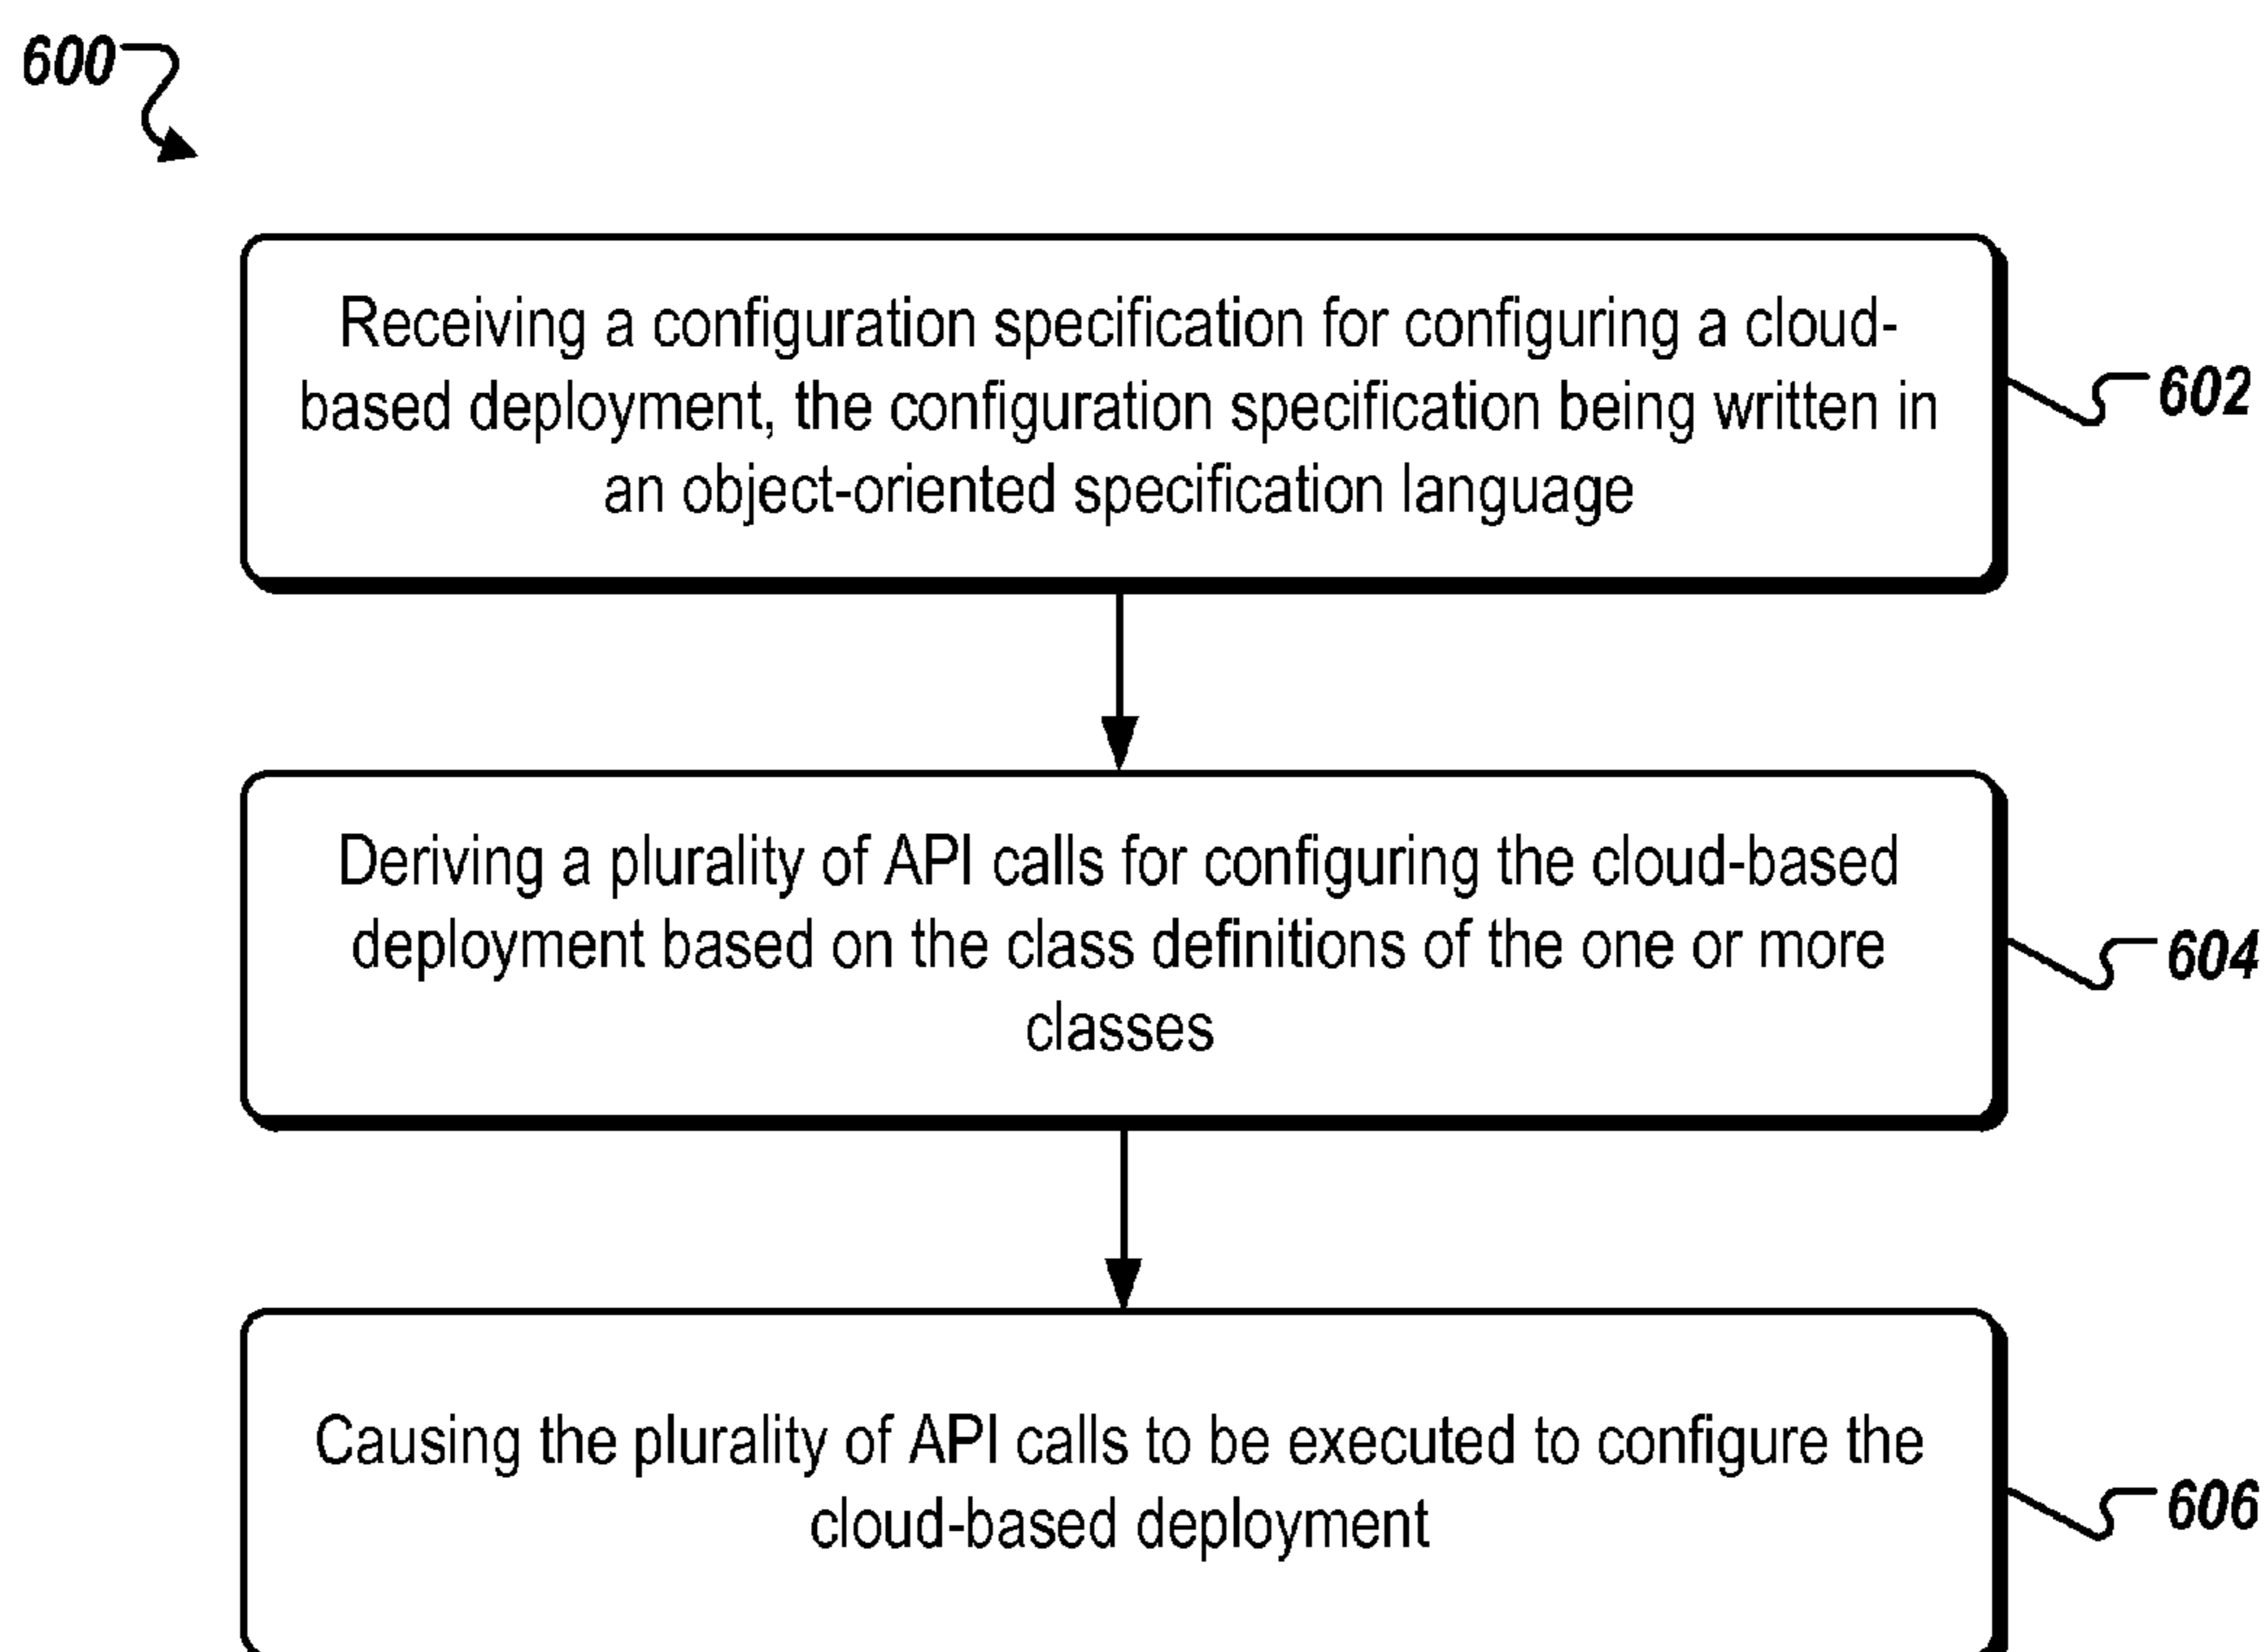 600
Receiving a configuration specification for configuring a cloud-
based deployment, the configuration specification being written in
an object-oriented specification language
602
Deriving a plurality of API calls for configuring the cloud-based
deployment based on the class definitions of the one or more
classes
604
Causing the plurality of API calls to be executed to configure the
cloud-based deployment
606